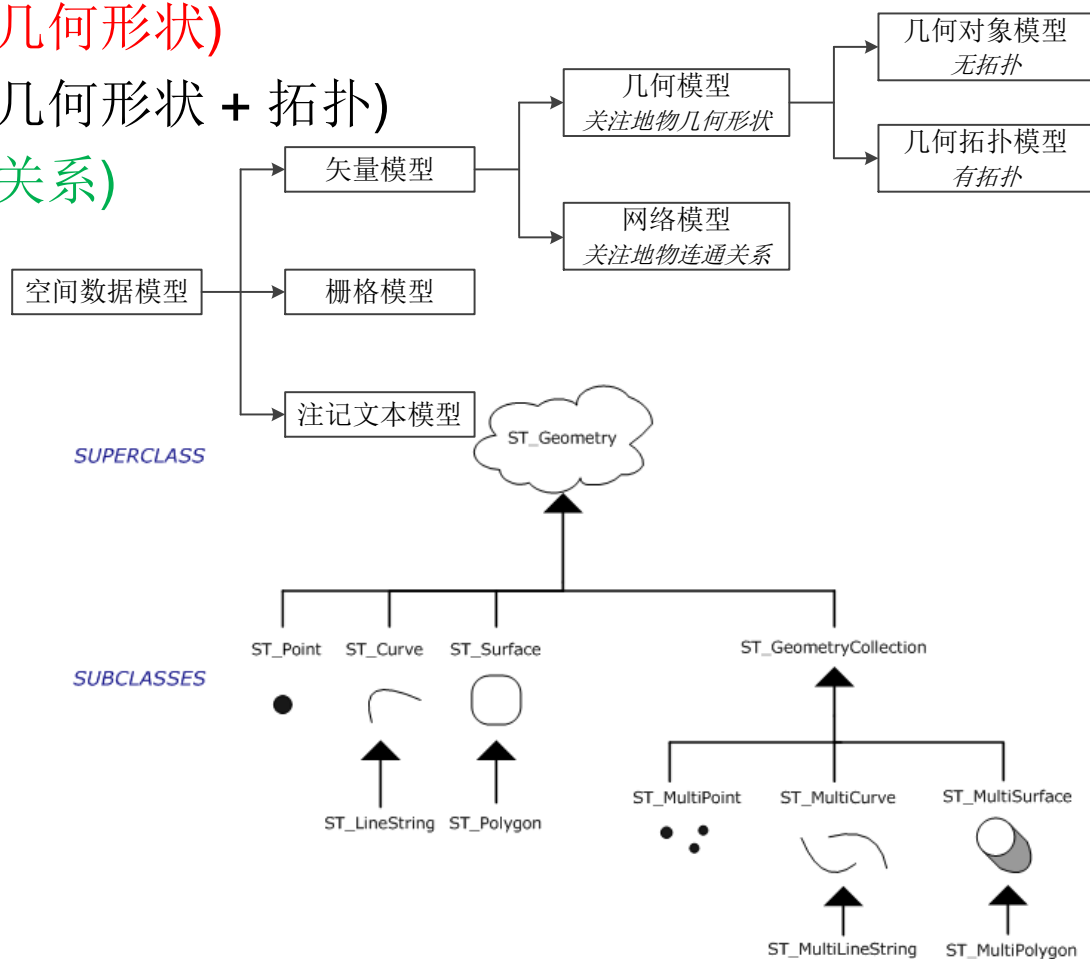 几何形状)
几何形状 + 拓扑)
关系)
几何对象模型
无拓扑
几何模型
关注地物几何形状
几何拓扑模型
有拓扑
矢量模型
网络模型
关注地物连通关系
空间数据模型
栅格模型
注记文本模型
ST_Geometry
SUPERCLASS
ST_Point ST_Curve ST_Surface ST_GeometryCollection
SUBCLASSES
ST_MultiPoint ST_MultiCurve ST_MultiSurface
ST_LineString ST_Polygon
ST_MultiLineString ST_MultiPolygon